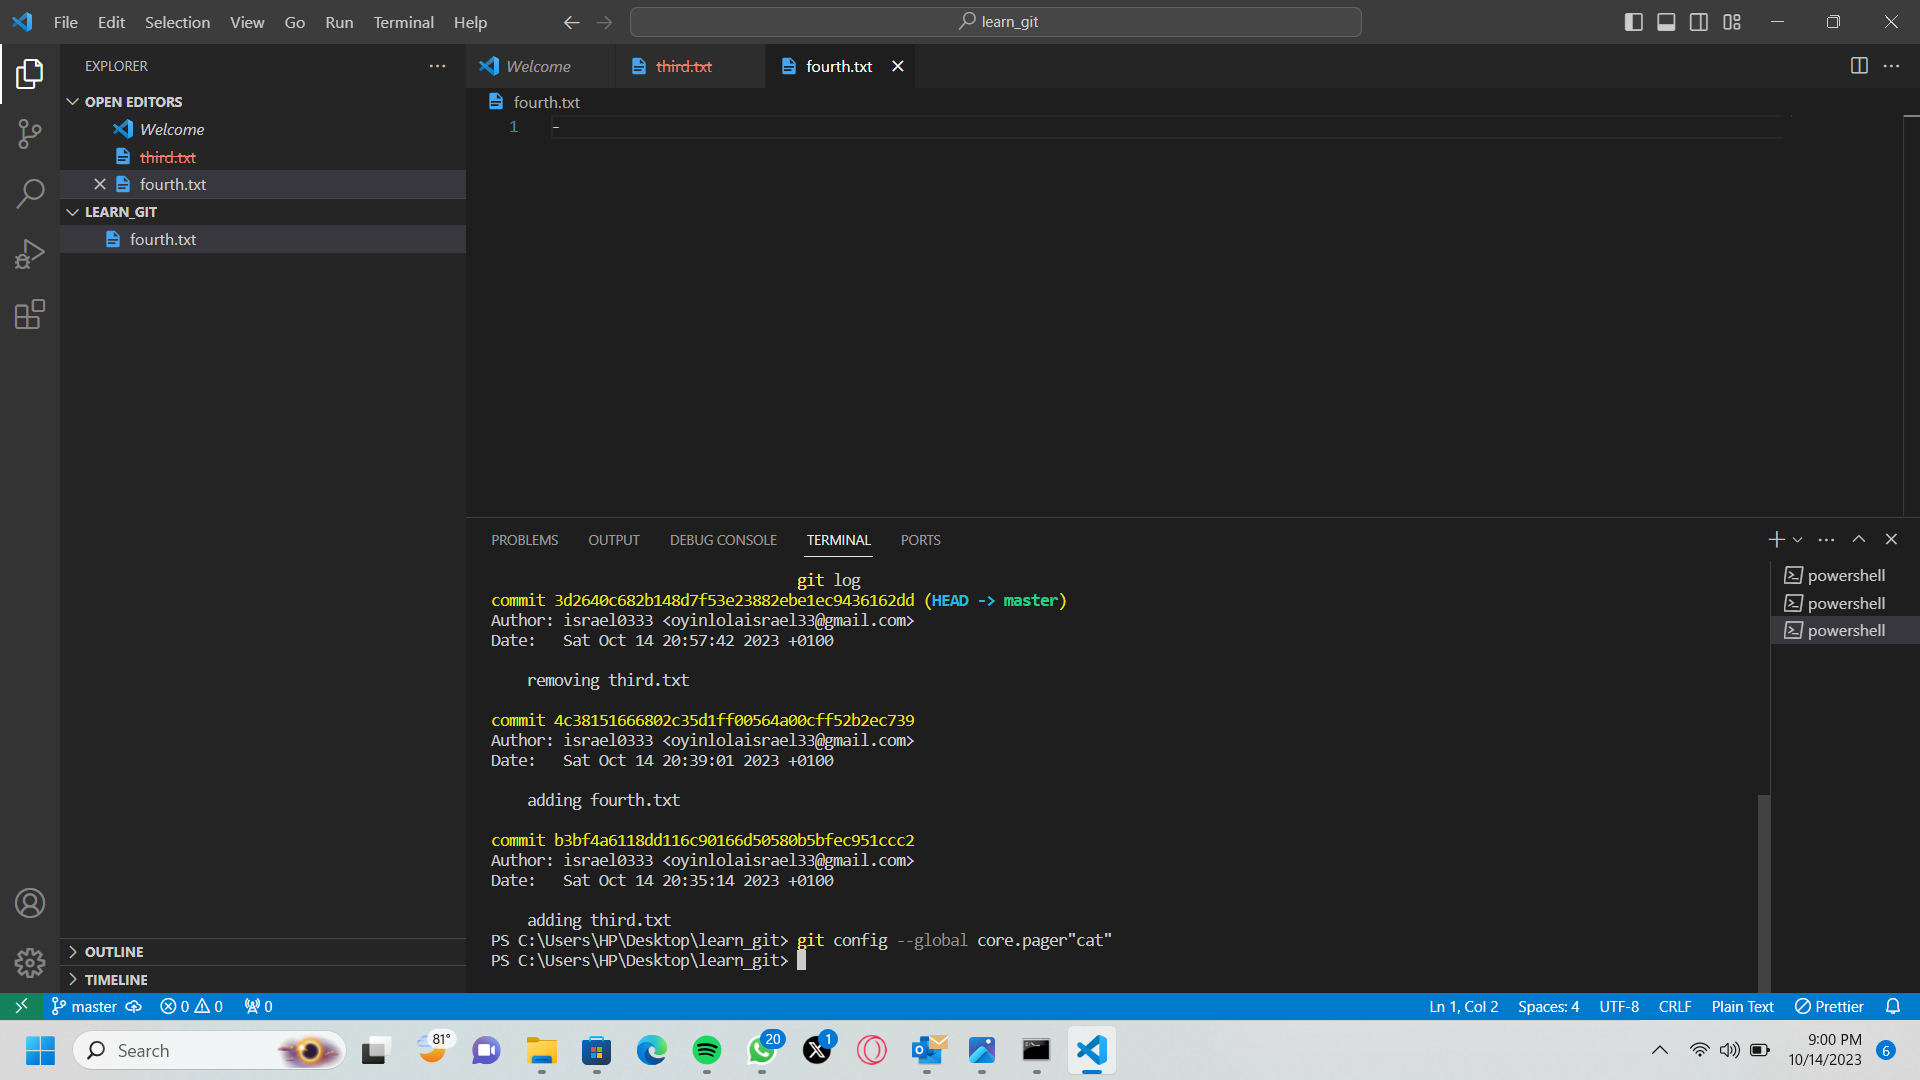 File Edit Selection View Go Run Terminal Help
learn_git
EXPLORER
OPEN EDITORS
Welcome
third.txt
fourth.txt
LEARN_GIT
fourth.txt
OUTLINE
TIMELINE
Welcome third.txt fourth.txt
fourth.txt
1 -
PROBLEMS OUTPUT DEBUG CONSOLE TERMINAL PORTS
git log
commit 3d2640c682b148d7f53e23882ebe1ec9436162dd (HEAD -> master)
Author: israel0333 <oyinlolaisrael33@gmail.com>
Date:   Sat Oct 14 20:57:42 2023 +0100
removing third.txt
commit 4c38151666802c35d1ff00564a00cff52b2ec739
Author: israel0333 <oyinlolaisrael33@gmail.com>
Date:   Sat Oct 14 20:39:01 2023 +0100
adding fourth.txt
commit b3bf4a6118dd116c90166d50580b5bfec951ccc2
Author: israel0333 <oyinlolaisrael33@gmail.com>
Date:   Sat Oct 14 20:35:14 2023 +0100
adding third.txt
PS C:\Users\HP\Desktop\learn_git> git config --global core.pager"cat"
PS C:\Users\HP\Desktop\learn_git>
powershell
powershell
powershell
master 0 0 0 Ln 1, Col 2 Spaces: 4 UTF-8 CRLF Plain Text Prettier
Search 81° 20 1 9:00 PM
10/14/2023 6